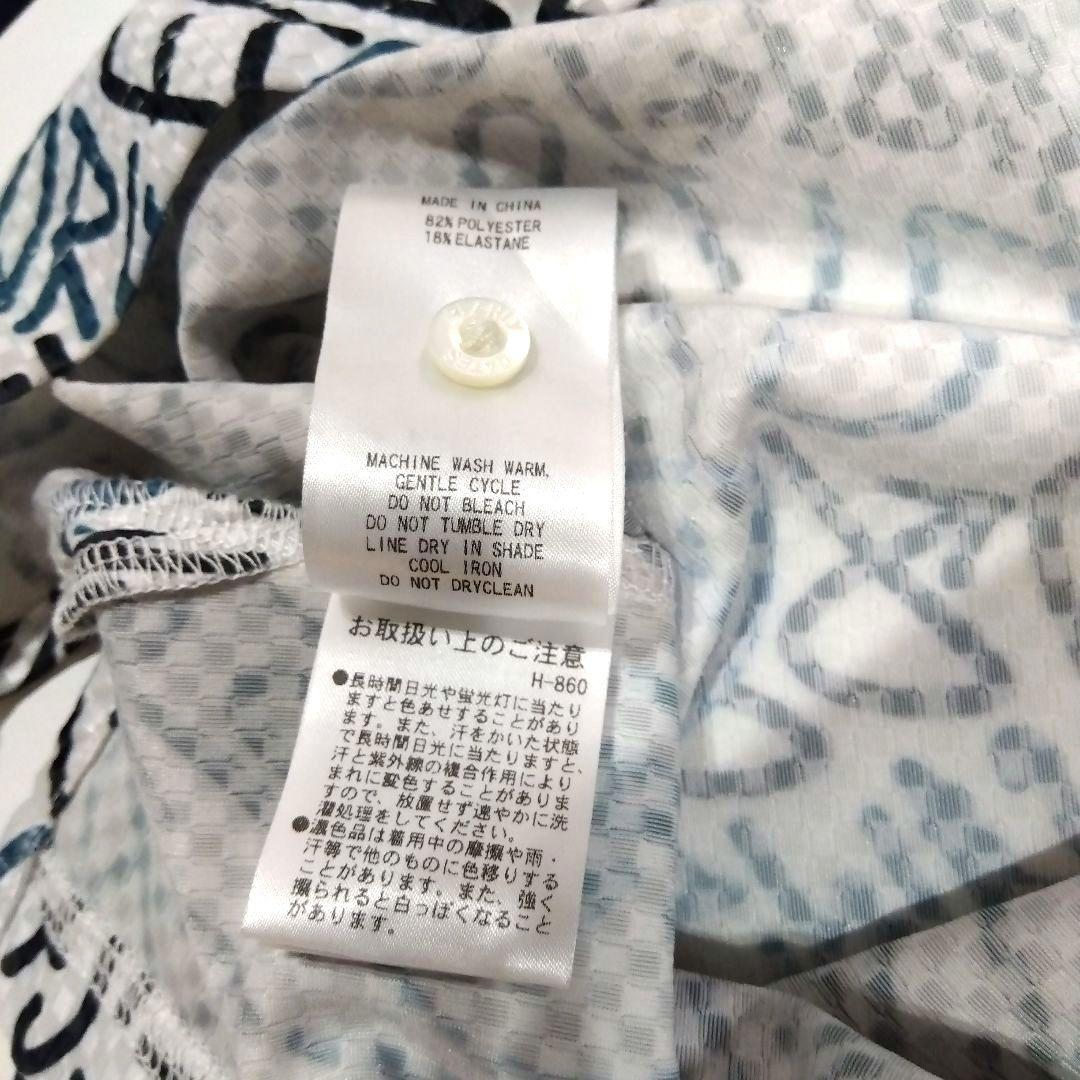 MADE IN CHINA
82% POLYESTER
18% ELASTANE
MACHINE WASH WARM,
GENTLE CYCLE
DO NOT BLEACH
DO NOT TUMBLE DRY
LINE DRY IN SHADE
COOL IRON
DO NOT DRYCLEAN
お取扱い上のご注意
H-860
●長時間日光や蛍光灯に当たり
ますと色あせすることがあり
ます。また、汗をかいた状態
で長時間日光に当たりますと、
汗と紫外線の複合作用により
まれに変色することがありま
すので、放置せず速やかに洗
濯処理をしてください。
●濃色品は着用中の摩擦や雨・
汗等で他のものに色移りする
ことがあります。また、強く
擦られると白っぽくなること
があります。